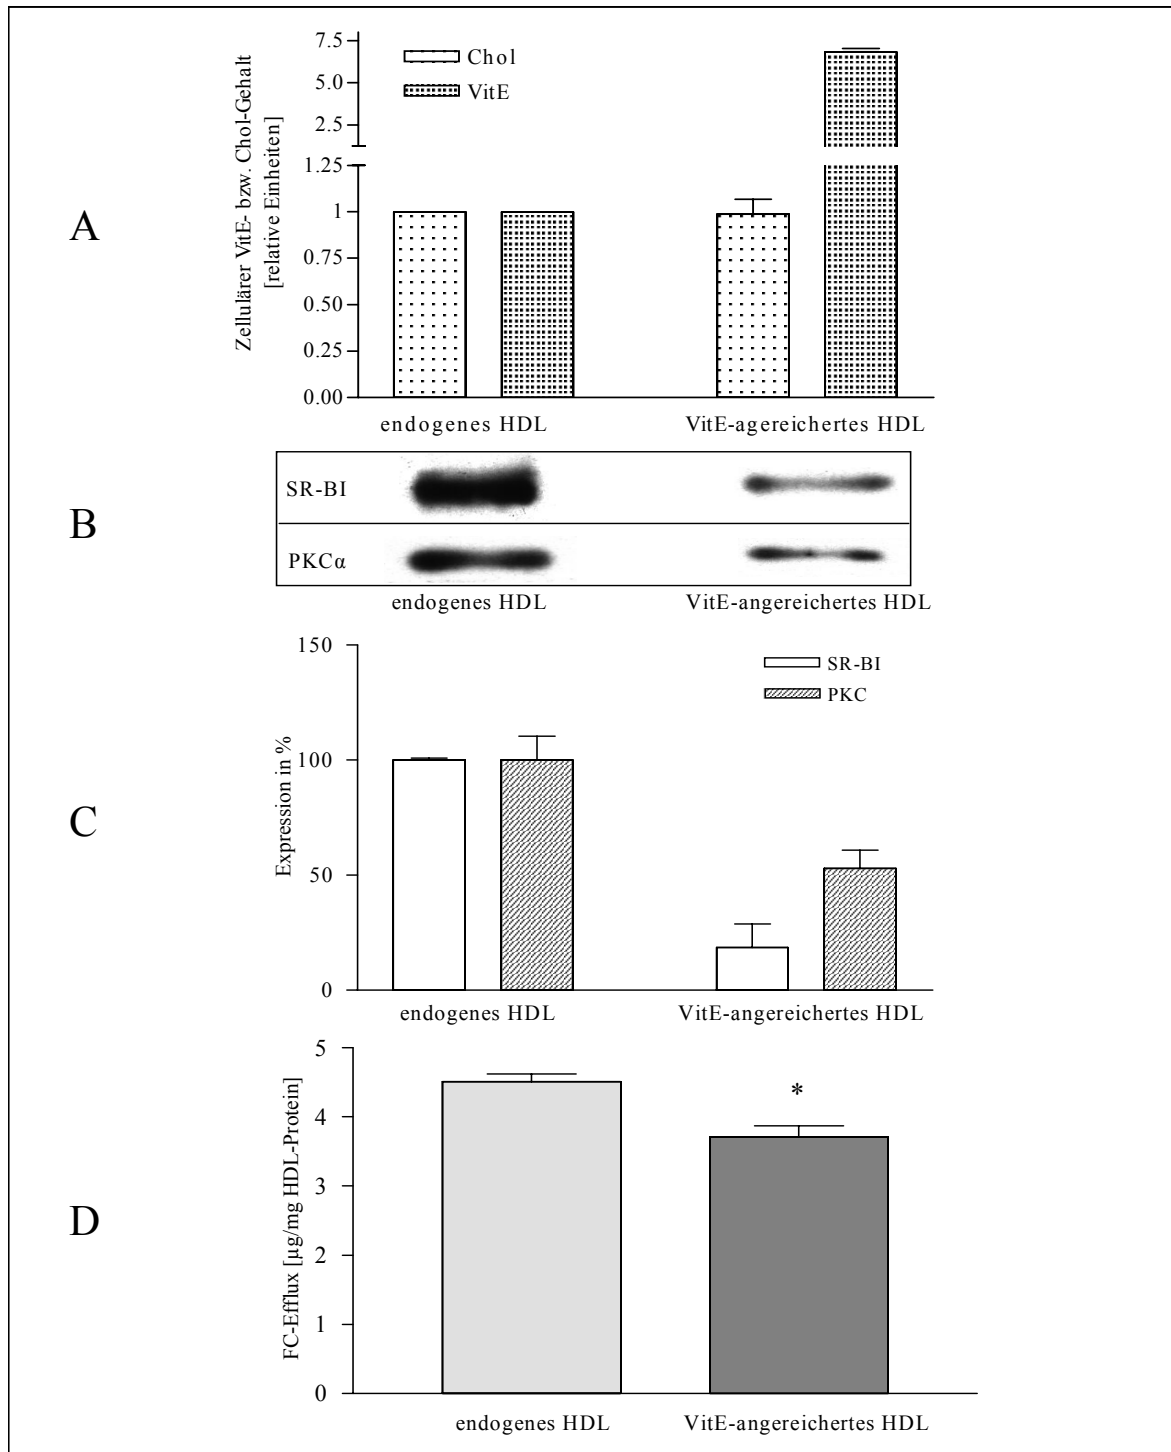 A
Zellulärer VitE- bzw. Chol-Gehalt
[relative Einheiten]
7.5
5.0
2.5
1.25
1
0.75
0.50
0.25
0.00
Chol
VitE
endogenes HDL
VitE-agereichertes HDL
B
SR-BI
PKCα
endogenes HDL
VitE-angereichertes HDL
C
Expression in %
150
100
50
0
SR-BI
PKC
endogenes HDL
VitE-angereichertes HDL
D
FC-Efflux [µg/mg HDL-Protein]
5
4
3
2
1
0
*
endogenes HDL
VitE-angereichertes HDL